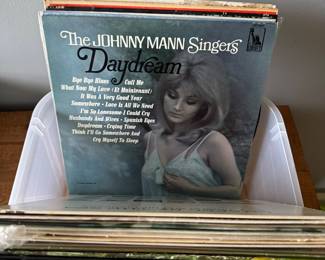 The JOHNNY MANN Singers
Daydream
Bye Bye Blues Call Me
What Now My Love (Et Maintenant)
It Was A Very Good Year
Somewhere • Love Is All We Need
I'm So Lonesome I Could Cry
Husbands And Wives • Spanish Eyes
Daydream • Crying Time
Think I'll Go Somewhere And
Cry Myself To Sleep